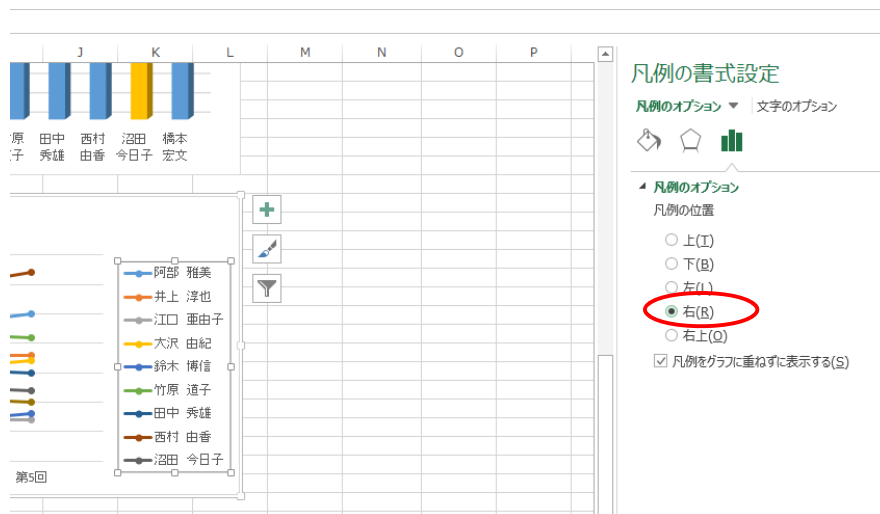 J K L M N O P
原 田中 西村 沼田 橋本
子 秀雄 由香 今日子 宏文
阿部 雅美
井上 淳也
江口 亜由子
大沢 由紀
鈴木 博信
竹原 道子
田中 秀雄
西村 由香
沼田 今日子
第5回
凡例の書式設定
凡例のオプション 文字のオプション
凡例のオプション
凡例の位置
上(T)
下(B)
左(L)
右(R)
右上(O)
凡例をグラフに重ねずに表示する(S)